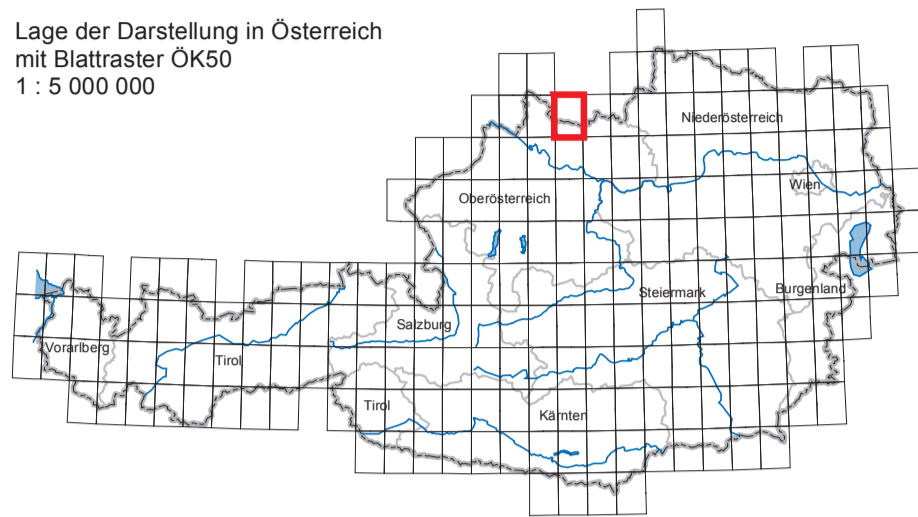 Lage der Darstellung in Österreich
mit Blattraster ÖK50
1 : 5 000 000
Niederösterreich
Wien
Oberösterreich
Steiermark
Burgenland
Salzburg
Vorarlberg
Tirol
Tirol
Kärnten